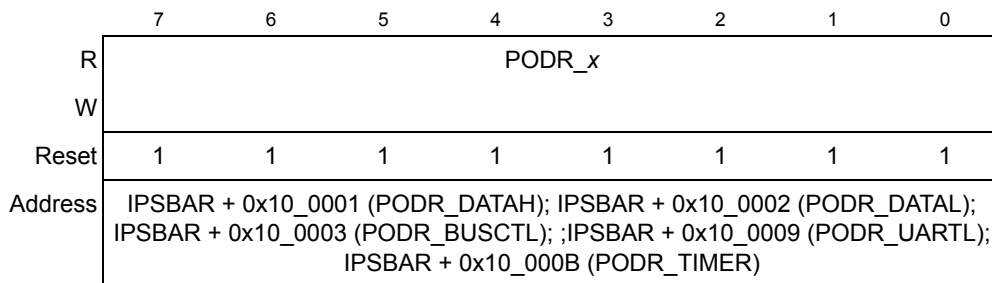 7 6 5 4 3 2 1 0
R PODR_x
W
Reset 1 1 1 1 1 1 1 1
Address IPSBAR + 0x10_0001 (PODR_DATAH); IPSBAR + 0x10_0002 (PODR_DATAL);
IPSBAR + 0x10_0003 (PODR_BUSCTL); ;IPSBAR + 0x10_0009 (PODR_UARTL);
IPSBAR + 0x10_000B (PODR_TIMER)